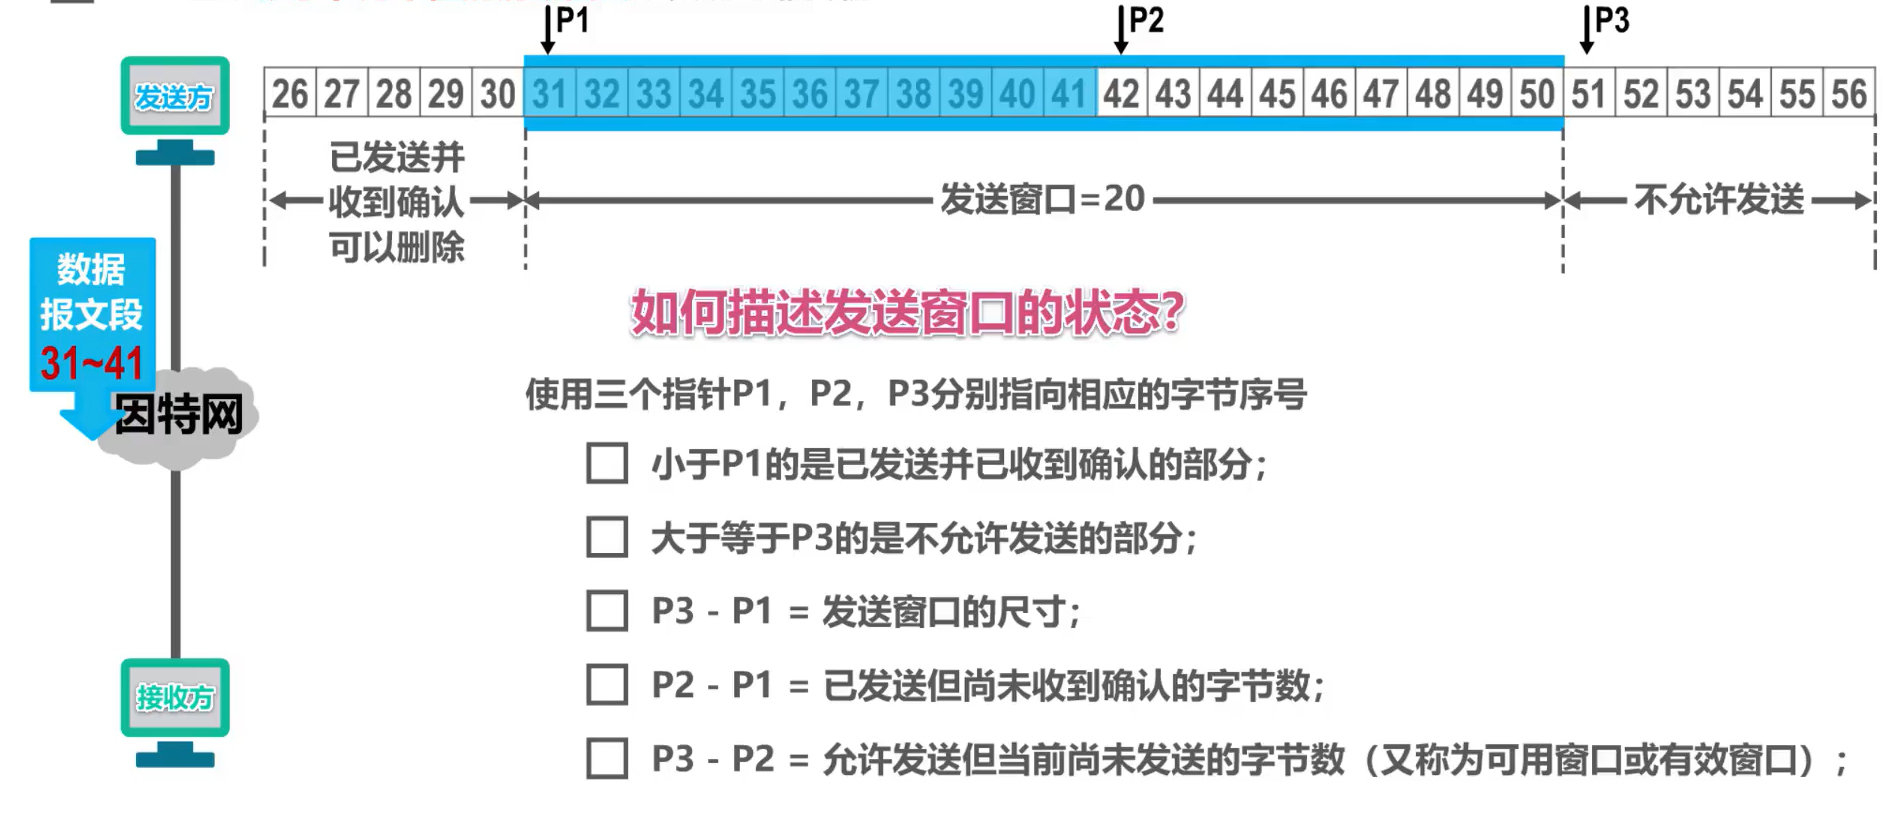 P1
P2
P3
发送方
26 27 28 29 30 31 32 33 34 35 36 37 38 39 40 41 42 43 44 45 46 47 48 49 50 51 52 53 54 55 56
已发送并
收到确认
可以删除
发送窗口=20
不允许发送
数据
报文段
31~41
因特网
接收方
如何描述发送窗口的状态？
使用三个指针P1，P2，P3分别指向相应的字节序号
小于P1的是已发送并已收到确认的部分；
大于等于P3的是不允许发送的部分；
P3 - P1 = 发送窗口的尺寸；
P2 - P1 = 已发送但尚未收到确认的字节数；
P3 - P2 = 允许发送但当前尚未发送的字节数（又称为可用窗口或有效窗口）；